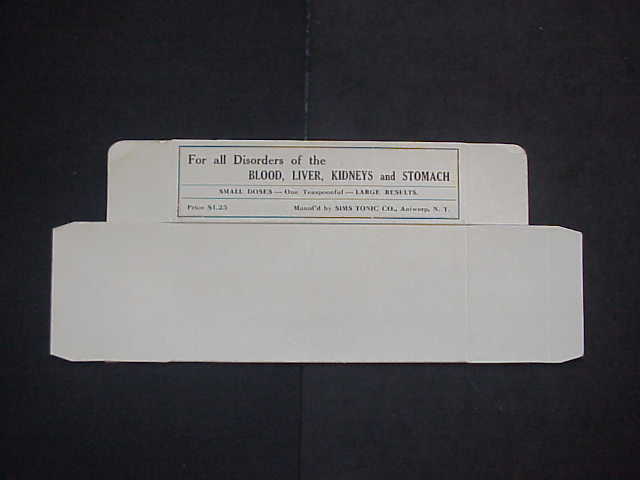 For all Disorders of the
BLOOD, LIVER, KIDNEYS and STOMACH
SMALL DOSES — One Teaspoonful — LARGE RESULTS.
Price $1.25 Manuf'd by SIMS TONIC CO., Antwerp, N. Y.